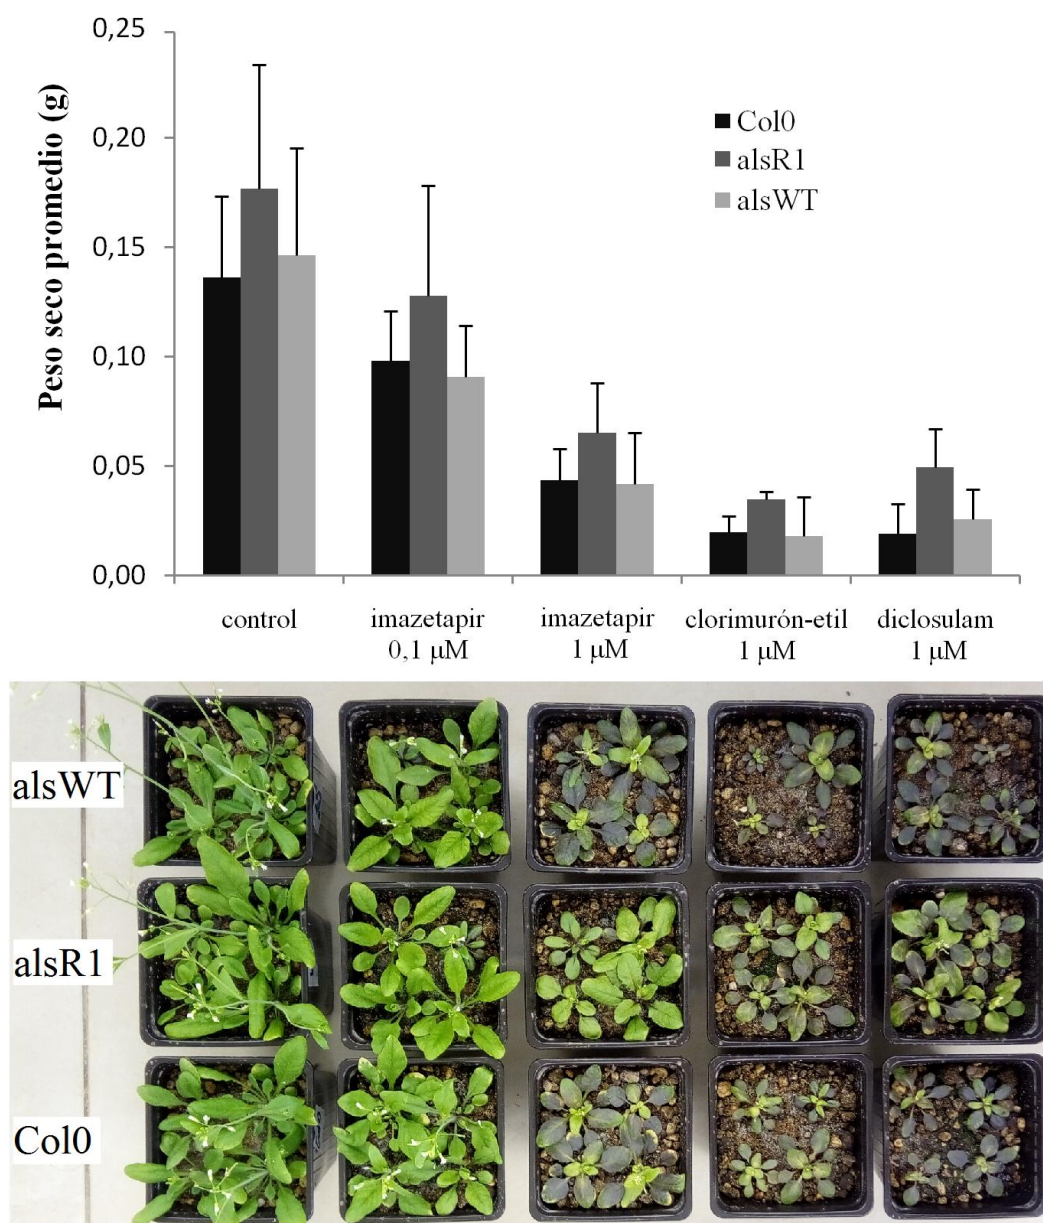 Peso seco promedio (g)
0,25
0,20
0,15
0,10
0,05
0,00
Col0
alsR1
alsWT
control
imazetapir
0,1 μM
imazetapir
1 μM
clorimurón-etil
1 μM
diclosulam
1 μM
alsWT
alsR1
Col0